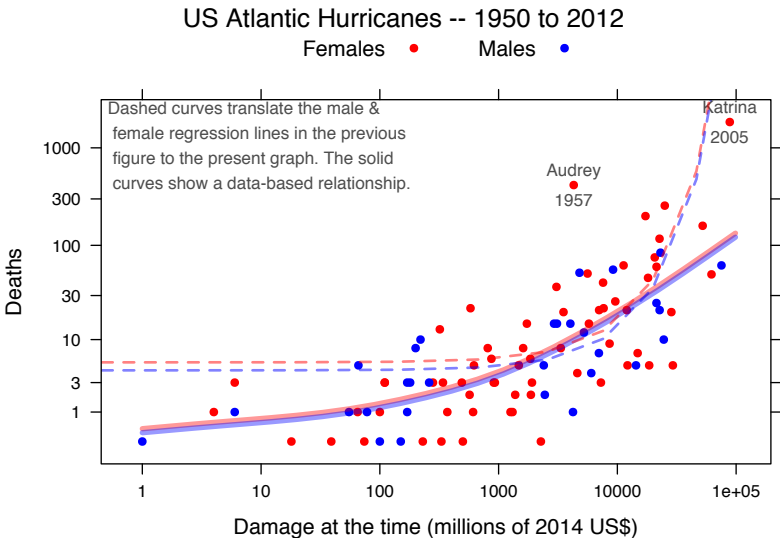 US Atlantic Hurricanes -- 1950 to 2012
Females
Males
Dashed curves translate the male &
female regression lines in the previous
figure to the present graph. The solid
curves show a data-based relationship.
Katrina
2005
Audrey
1957
Deaths
1000
300
100
30
10
3
1
1
10
100
1000
10000
1e+05
Damage at the time (millions of 2014 US$)